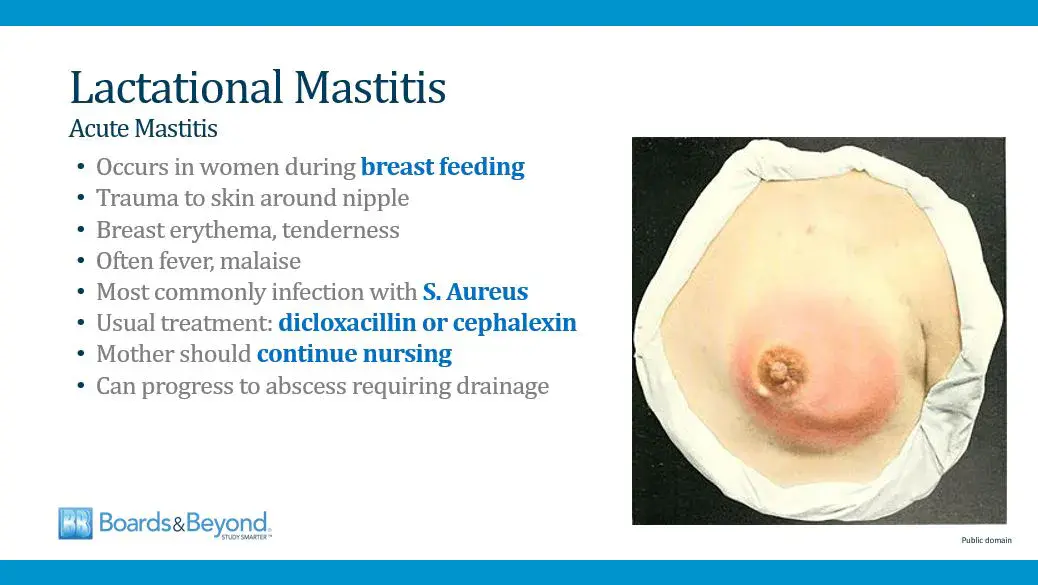 Lactational Mastitis
Acute Mastitis
• Occurs in women during breast feeding
• Trauma to skin around nipple
• Breast erythema, tenderness
• Often fever, malaise
• Most commonly infection with S. Aureus
• Usual treatment: dicloxacillin or cephalexin
• Mother should continue nursing
• Can progress to abscess requiring drainage
BB Boards&Beyond®
STUDY SMARTER™
Public domain